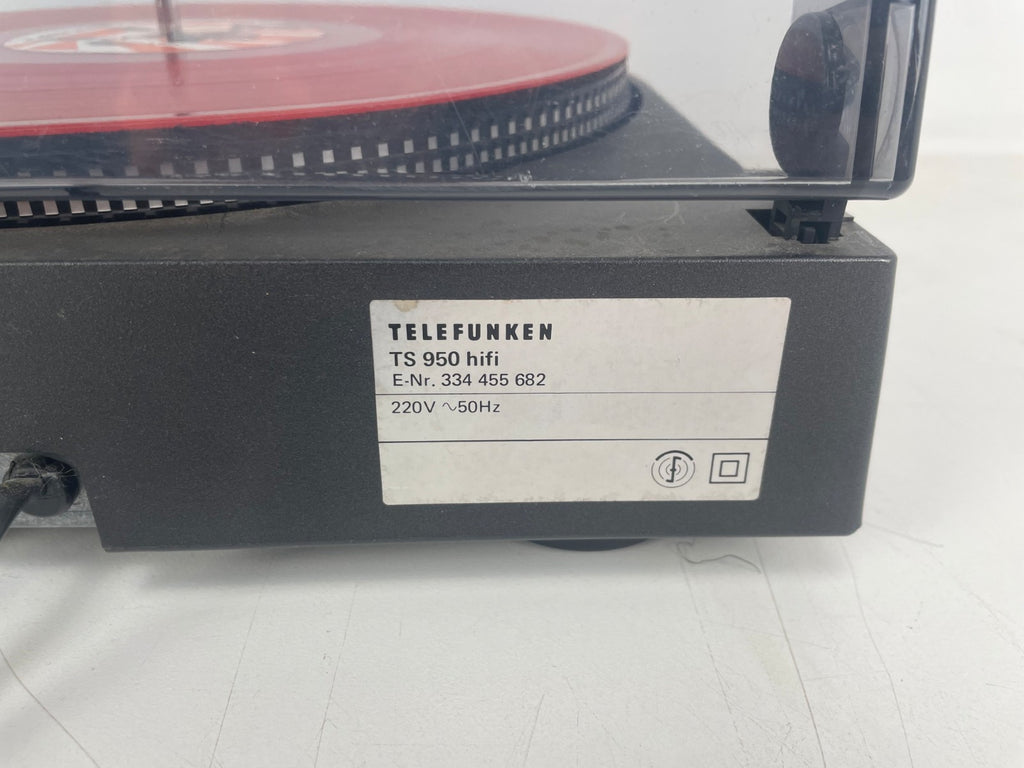 TELEFUNKEN
TS 950 hifi
E-Nr. 334 455 682
220V ~50Hz